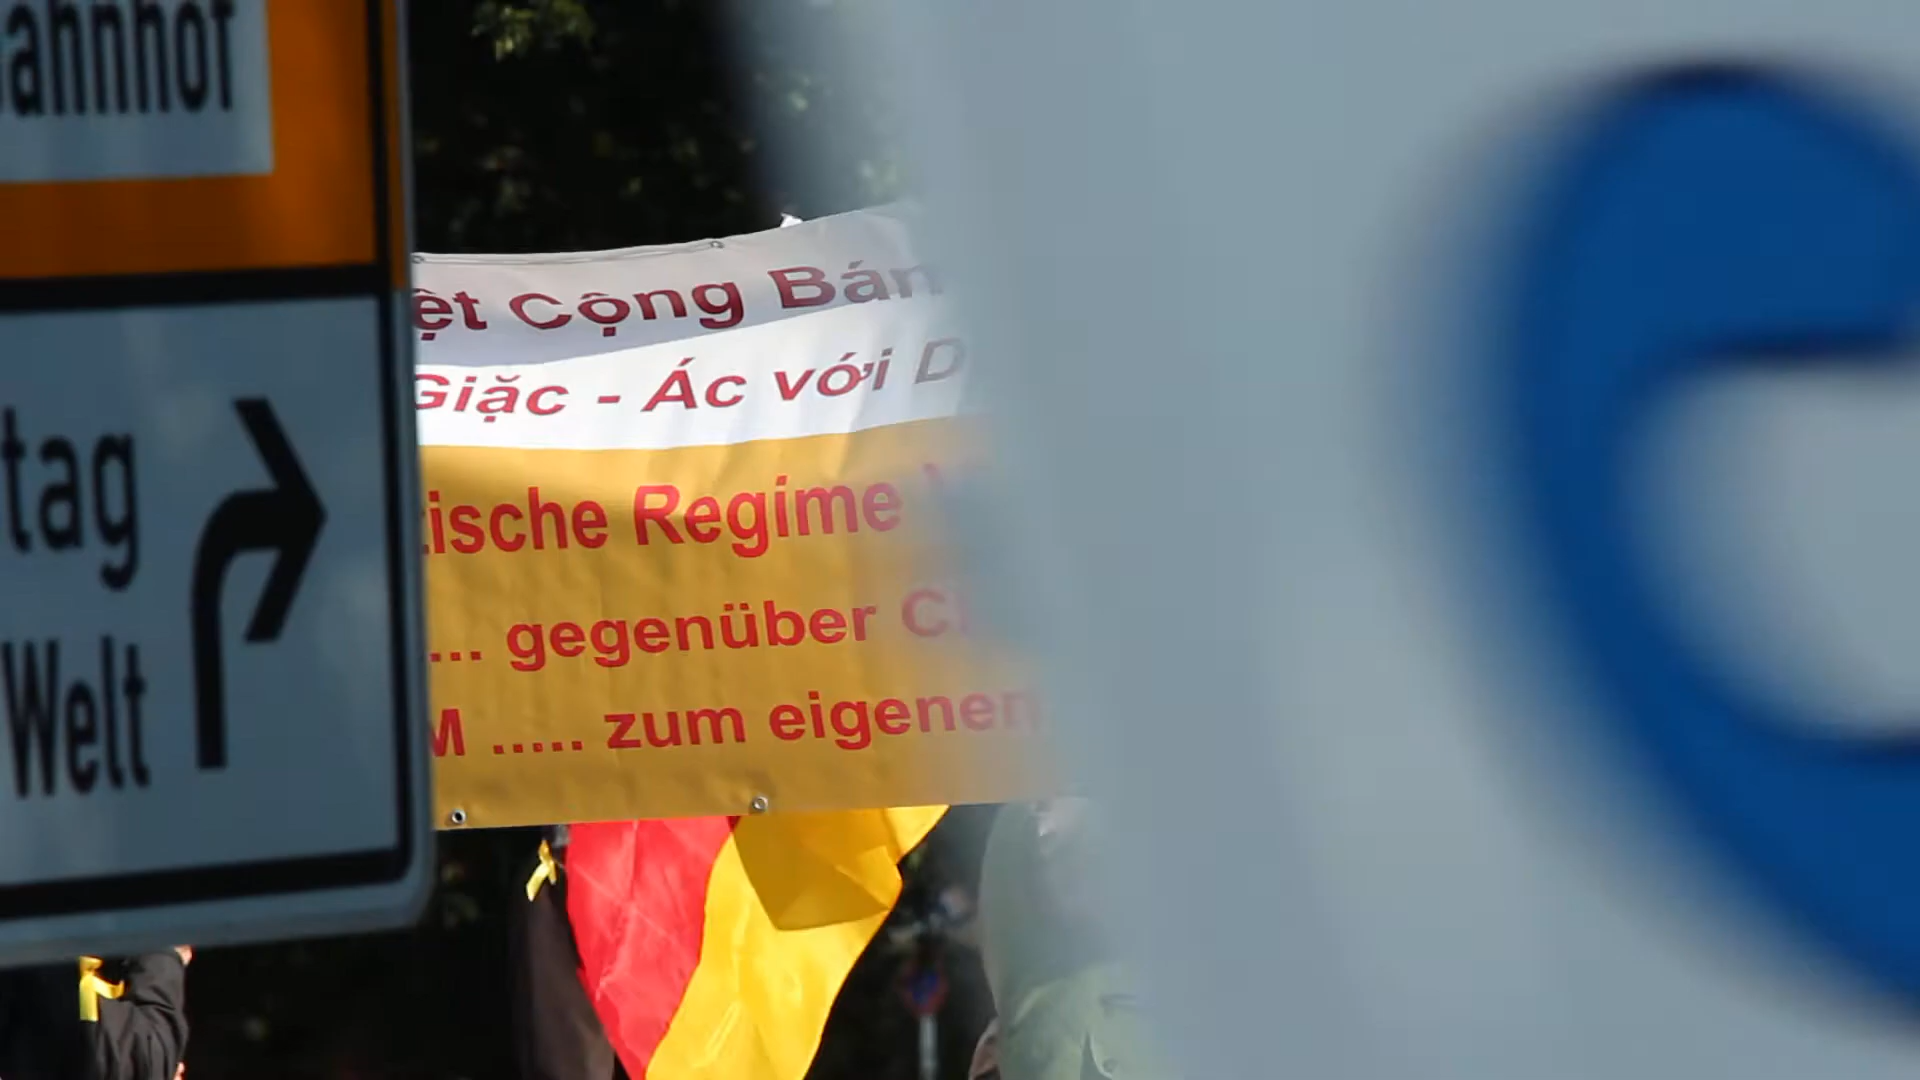 ahnhof
tag
Welt
ệt Cộng Bán
Giặc - Ác với D
tische Regime
... gegenüber C
M ..... zum eigenen
e